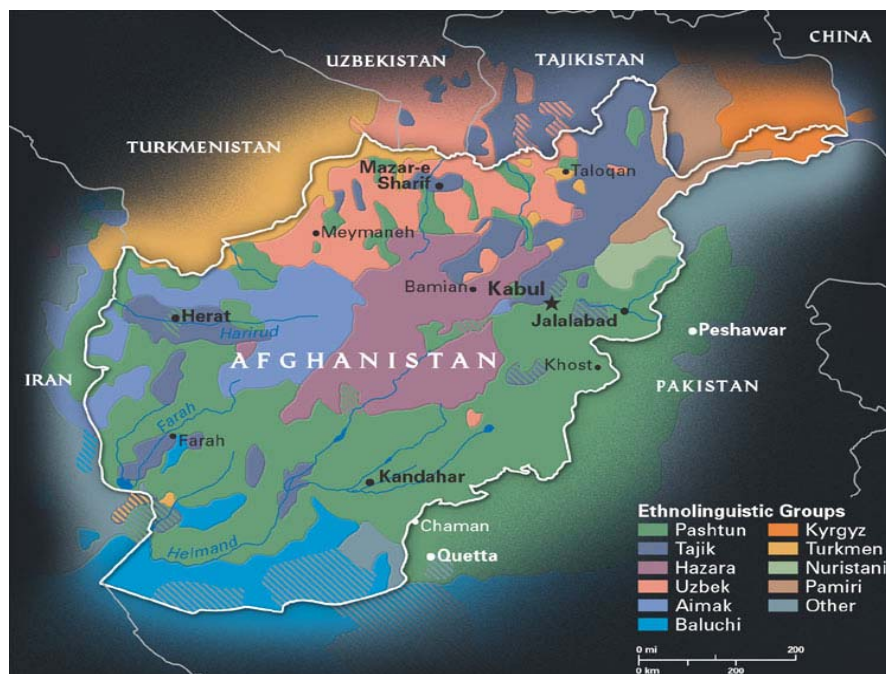 CHINA
UZBEKISTAN
TAJIKISTAN
TURKMENISTAN
Mazar-e
Sharif
Taloqan
Meymaneh
Bamian
Kabul
Herat
Harirud
Jalalabad
Peshawar
AFGHANISTAN
Khost
IRAN
PAKISTAN
Farah
Farah
Kandahar
Chaman
Helmand
Quetta
Ethnolinguistic Groups
Pashtun
Tajik
Hazara
Uzbek
Aimak
Baluchi
Kyrgyz
Turkmen
Nuristani
Pamiri
Other
0 mi 200
0 km 200